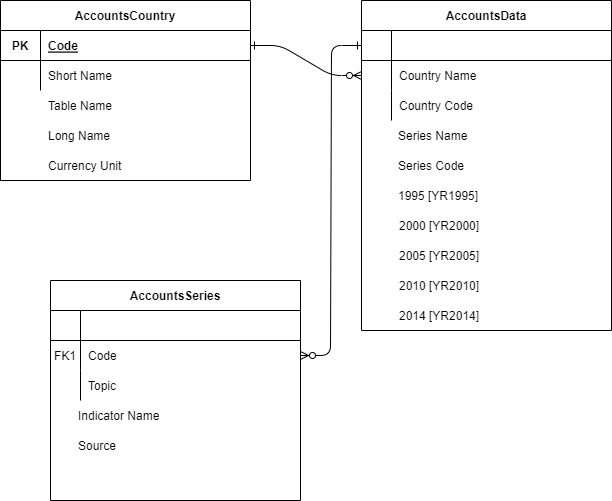 AccountsCountry
PK Code
Short Name
Table Name
Long Name
Currency Unit
AccountsData
Country Name
Country Code
Series Name
Series Code
1995 [YR1995]
2000 [YR2000]
2005 [YR2005]
2010 [YR2010]
2014 [YR2014]
AccountsSeries
FK1 Code
Topic
Indicator Name
Source